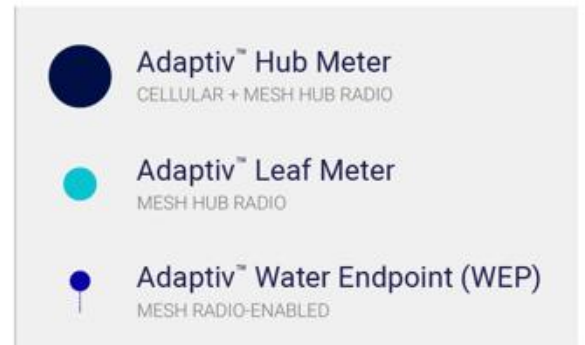 Adaptiv™ Hub Meter
CELLULAR + MESH HUB RADIO
Adaptiv™ Leaf Meter
MESH HUB RADIO
Adaptiv™ Water Endpoint (WEP)
MESH RADIO-ENABLED